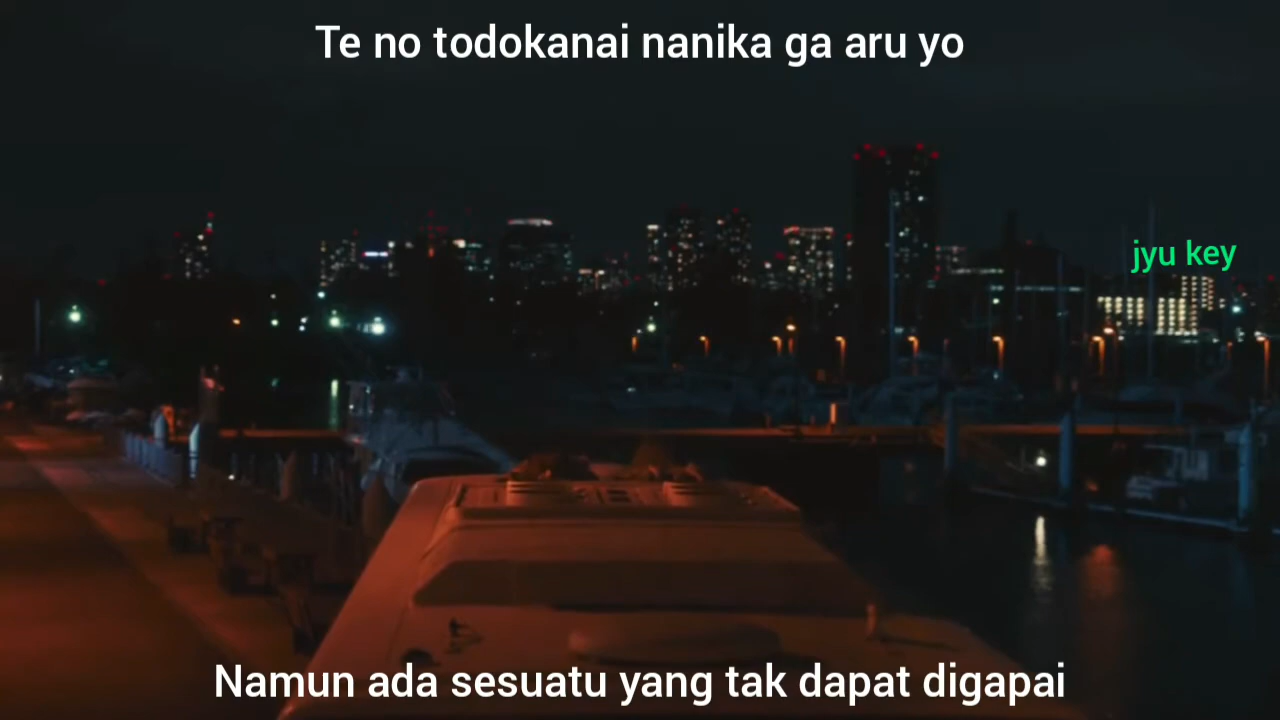 Te no todokanai nanika ga aru yo
jyu key
Namun ada sesuatu yang tak dapat digapai